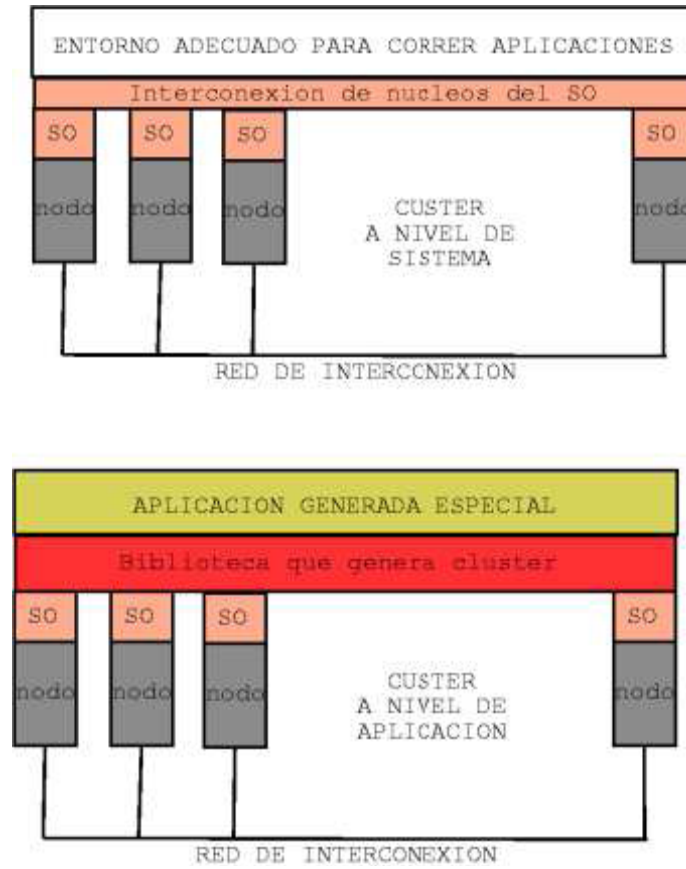 ENTORNO ADECUADO PARA CORRER APLICACIONES
Interconexion de nucleos del SO
SO SO SO SO
nodo nodo nodo nodo
CUSTER
A NIVEL DE
SISTEMA
RED DE INTERCONEXION
APLICACION GENERADA ESPECIAL
Biblioteca que genera cluster
SO SO SO SO
nodo nodo nodo nodo
CUSTER
A NIVEL DE
APLICACION
RED DE INTERCONEXION